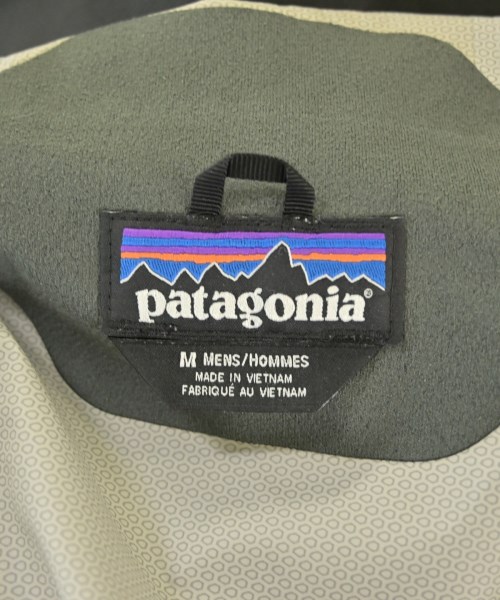 patagonia®
M MENS/HOMMES
MADE IN VIETNAM
FABRIQUÉ AU VIETNAM